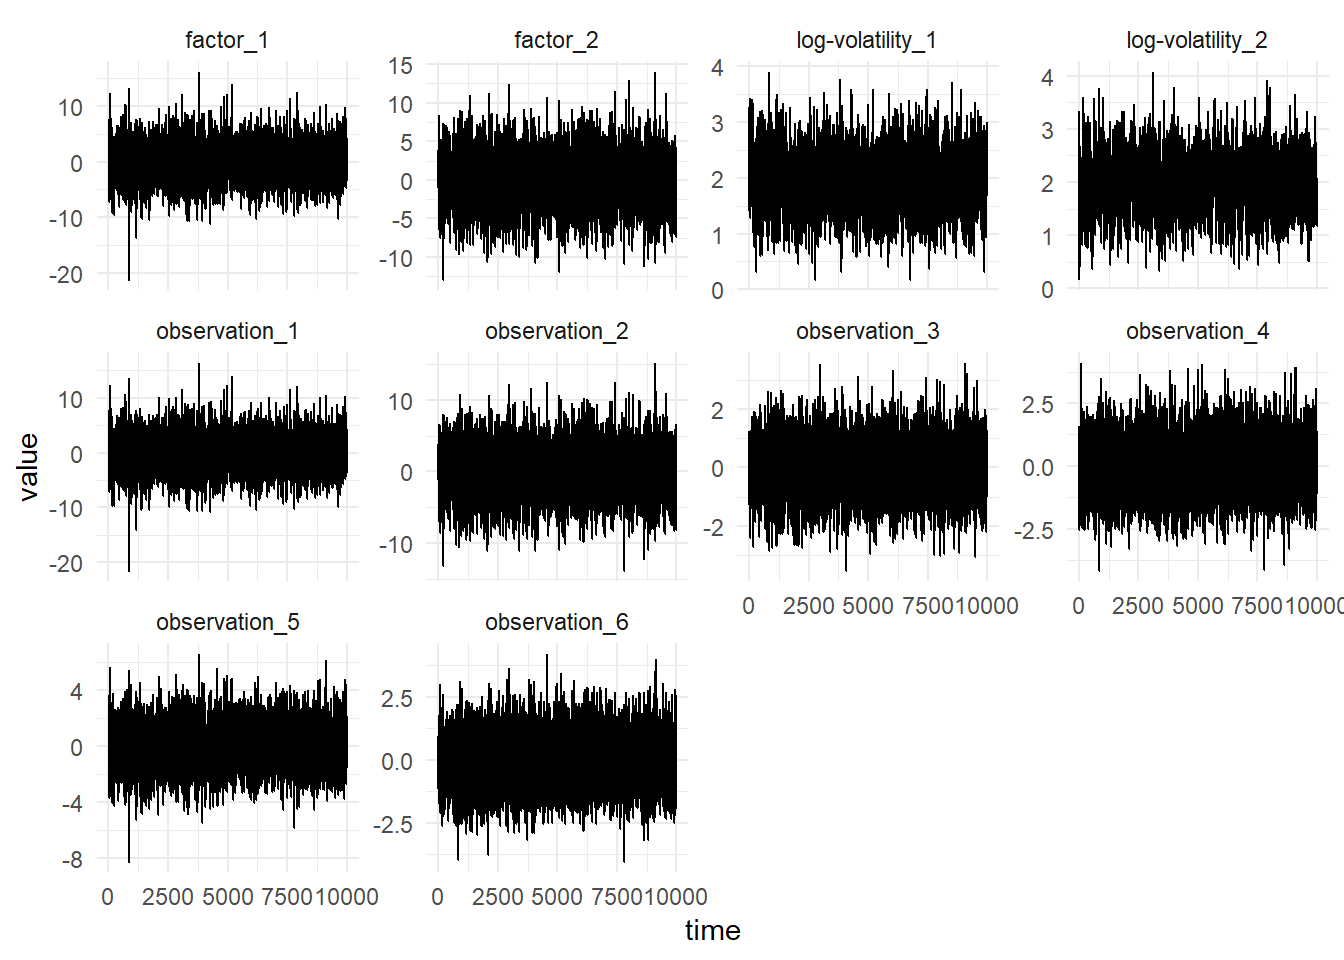 factor_1 factor_2 log-volatility_1 log-volatility_2
10 0 -10 -20
15 10 5 0 -5 -10
4 3 2 1 0
4 3 2 1 0
observation_1 observation_2 observation_3 observation_4
10 0 -10 -20
10 0 -10
2 0 -2
2.5 0.0 -2.5
0 2500 5000 7500 10000
0 2500 5000 7500 10000
observation_5 observation_6
4 0 -4 -8
2.5 0.0 -2.5
0 2500 5000 7500 10000
0 2500 5000 7500 10000
value
time